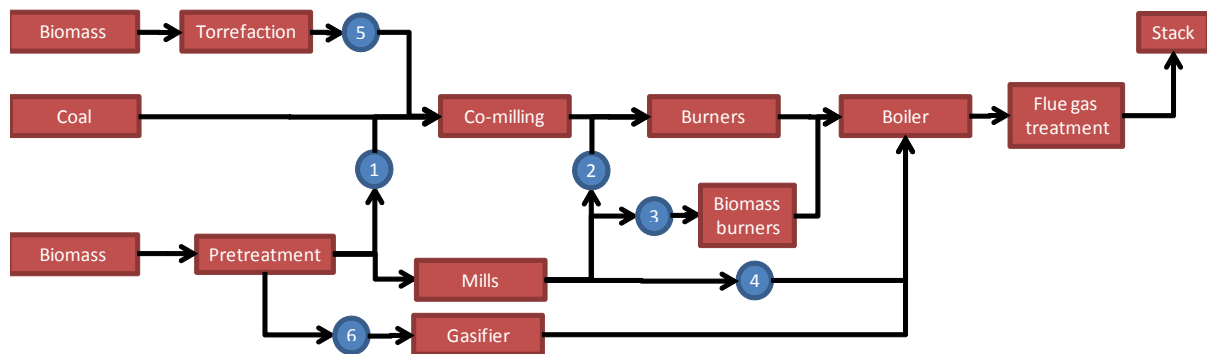 Stack
Biomass
Torrefaction
5
Coal
Co-milling
Burners
Boiler
Flue gas
treatment
1
2
3
Biomass
burners
Biomass
Pretreatment
Mills
4
6
Gasifier